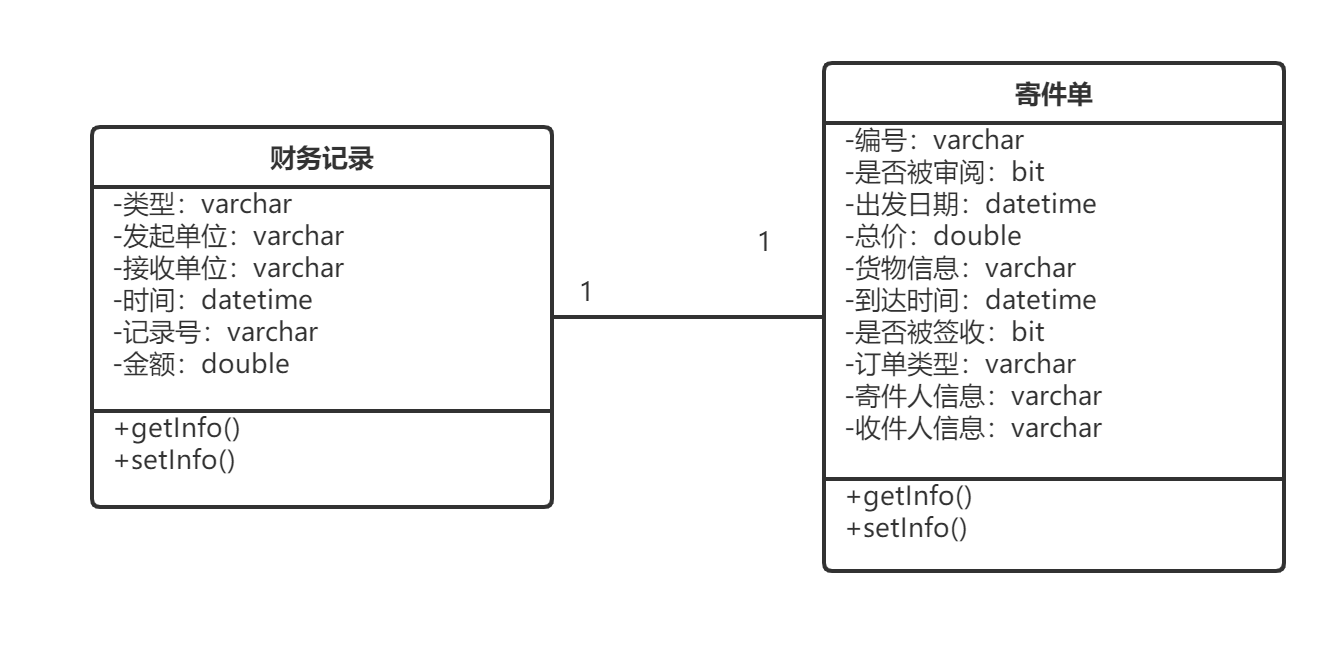 财务记录
-类型：varchar
-发起单位：varchar
-接收单位：varchar
-时间：datetime
-记录号：varchar
-金额：double
+getInfo()
+setInfo()
1
1
寄件单
-编号：varchar
-是否被审阅：bit
-出发日期：datetime
-总价：double
-货物信息：varchar
-到达时间：datetime
-是否被签收：bit
-订单类型：varchar
-寄件人信息：varchar
-收件人信息：varchar
+getInfo()
+setInfo()